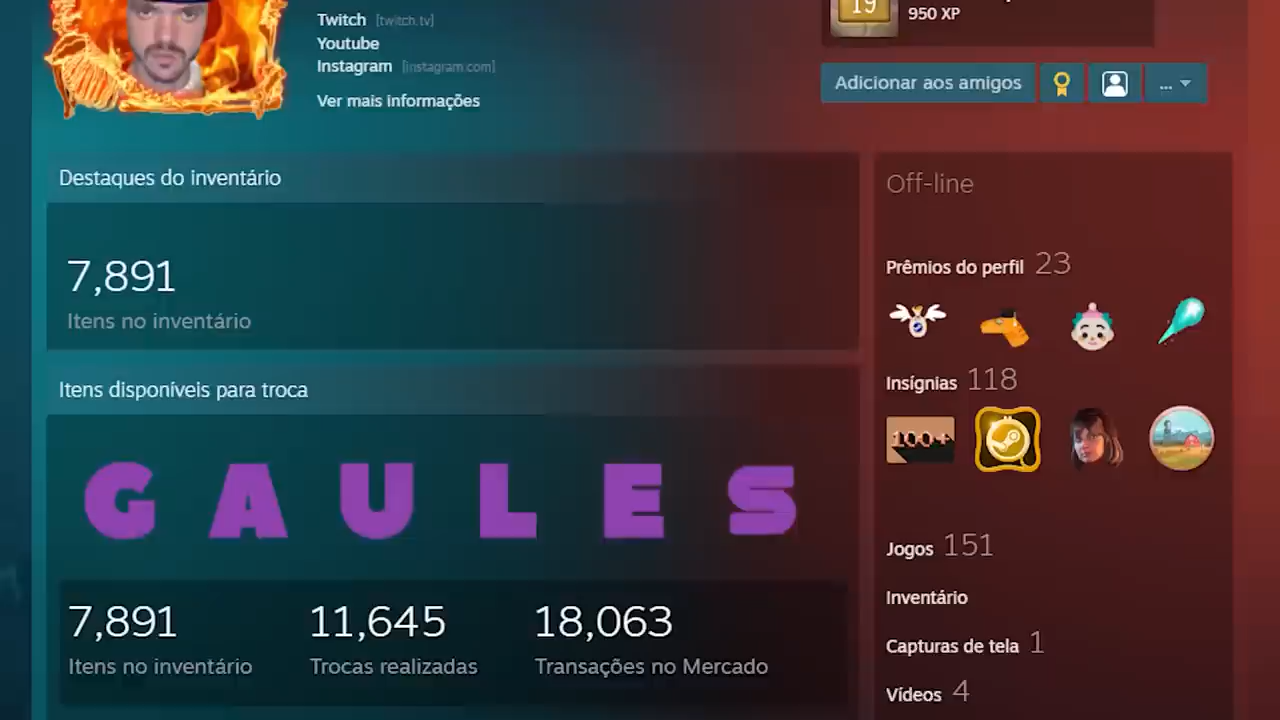 Twitch [twitch.tv]
Youtube
Instagram [instagram.com]
Ver mais informações
19
950 XP
Adicionar aos amigos
...
Destaques do inventário
7,891
Itens no inventário
Itens disponíveis para troca
GAULES
7,891 11,645 18,063
Itens no inventário Trocas realizadas Transações no Mercado
Off-line
Prêmios do perfil 23
Insígnias 118
100+
Jogos 151
Inventário
Capturas de tela 1
Vídeos 4